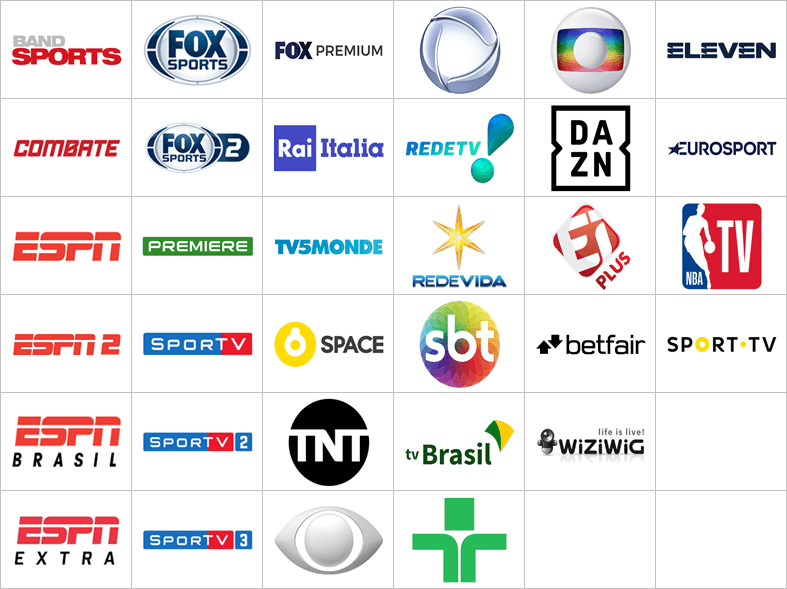 BAND
SPORTS
FOX
SPORTS
FOX PREMIUM
ELEVEN
COMBATE
FOX
SPORTS 2
Rai Italia
REDETV
DA
ZN
EUROSPORT
ESPN
PREMIERE
TV5MONDE
REDEVIDA
EI
PLUS
NBA
TV
ESPN 2
SPORTV
SPACE
sbt
betfair
SPORT•TV
ESPN
BRASIL
SPORTV 2
TNT
tv Brasil
life is live!
WiZiWiG
ESPN
EXTRA
SPORTV 3